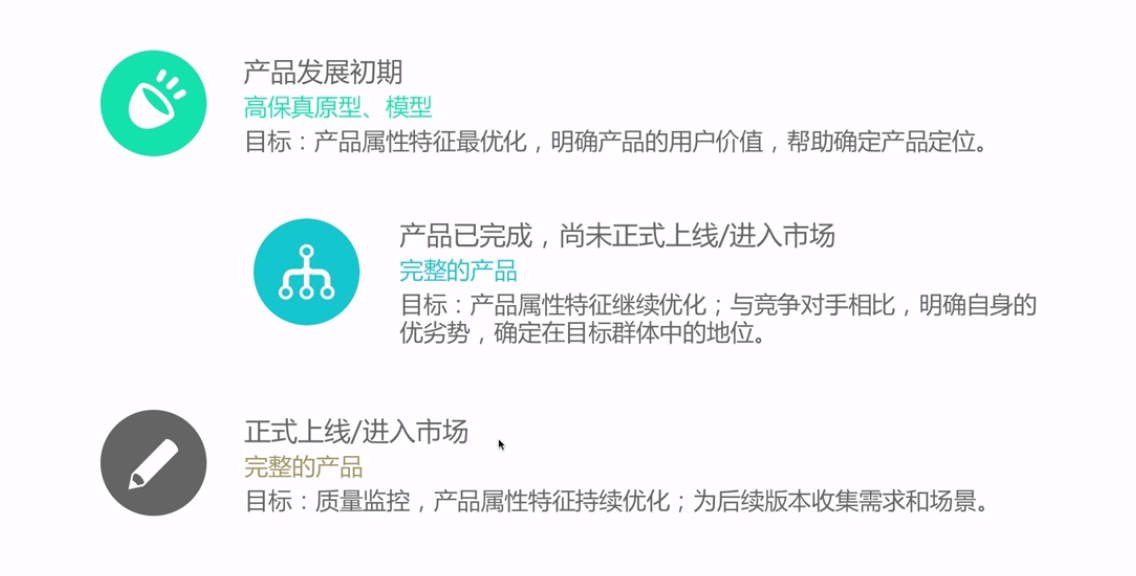 产品发展初期
高保真原型、模型
目标：产品属性特征最优化，明确产品的用户价值，帮助确定产品定位。
产品已完成，尚未正式上线/进入市场
完整的产品
目标：产品属性特征继续优化；与竞争对手相比，明确自身的
优劣势，确定在目标群体中的地位。
正式上线/进入市场
完整的产品
目标：质量监控，产品属性特征持续优化；为后续版本收集需求和场景。